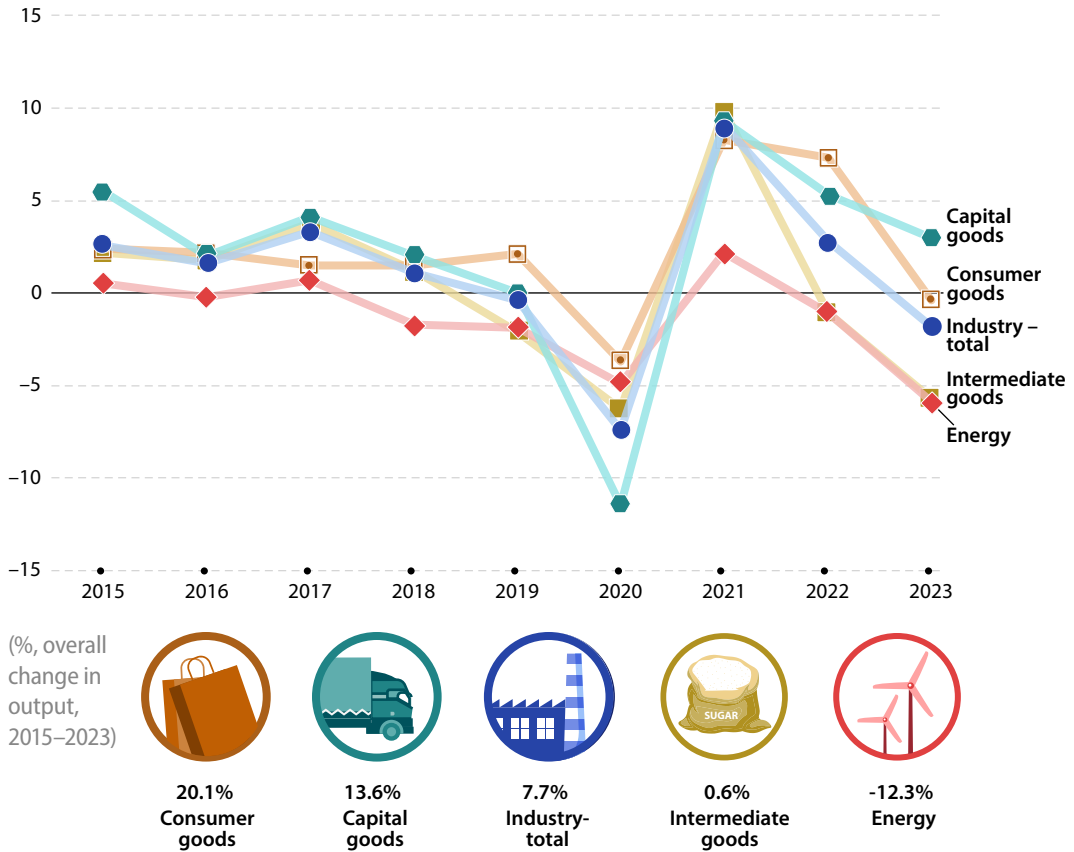 15
10
5
0
–5
–10
–15
Capital
goods
Consumer
goods
Industry –
total
Intermediate
goods
Energy
2015 2016 2017 2018 2019 2020 2021 2022 2023
(%, overall
change in
output,
2015–2023)
SUGAR
20.1%
Consumer
goods
13.6%
Capital
goods
7.7%
Industry-
total
0.6%
Intermediate
goods
-12.3%
Energy